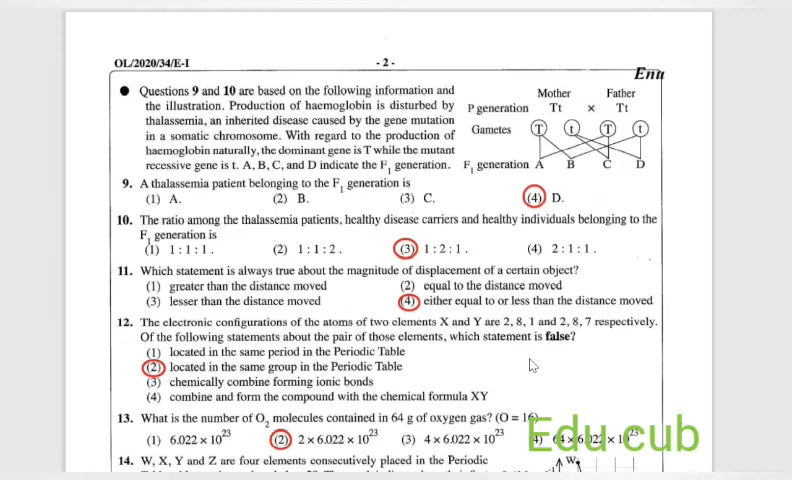 OL/2020/34/E-I
- 2 -
● Questions 9 and 10 are based on the following information and
the illustration. Production of haemoglobin is disturbed by
thalassemia, an inherited disease caused by the gene mutation
in a somatic chromosome. With regard to the production of
haemoglobin naturally, the dominant gene is T while the mutant
recessive gene is t. A, B, C, and D indicate the F₁ generation.
Mother Father
P generation Tt × Tt
Gametes T t T t
F₁ generation A B C D
9. A thalassemia patient belonging to the F₁ generation is
(1) A. (2) B. (3) C. (4) D.
10. The ratio among the thalassemia patients, healthy disease carriers and healthy individuals belonging to the
F₁ generation is
(1) 1 : 1 : 1 . (2) 1 : 1 : 2 . (3) 1 : 2 : 1 . (4) 2 : 1 : 1 .
11. Which statement is always true about the magnitude of displacement of a certain object?
(1) greater than the distance moved (2) equal to the distance moved
(3) lesser than the distance moved (4) either equal to or less than the distance moved
12. The electronic configurations of the atoms of two elements X and Y are 2, 8, 1 and 2, 8, 7 respectively.
Of the following statements about the pair of those elements, which statement is false?
(1) located in the same period in the Periodic Table
(2) located in the same group in the Periodic Table
(3) chemically combine forming ionic bonds
(4) combine and form the compound with the chemical formula XY
13. What is the number of O₂ molecules contained in 64 g of oxygen gas? (O = 16)
(1) 6.022 × 10²³ (2) 2 × 6.022 × 10²³ (3) 4 × 6.022 × 10²³ (4) 64 × 6.022 × 10²³
Edu cub
14. W, X, Y and Z are four elements consecutively placed in the Periodic
W